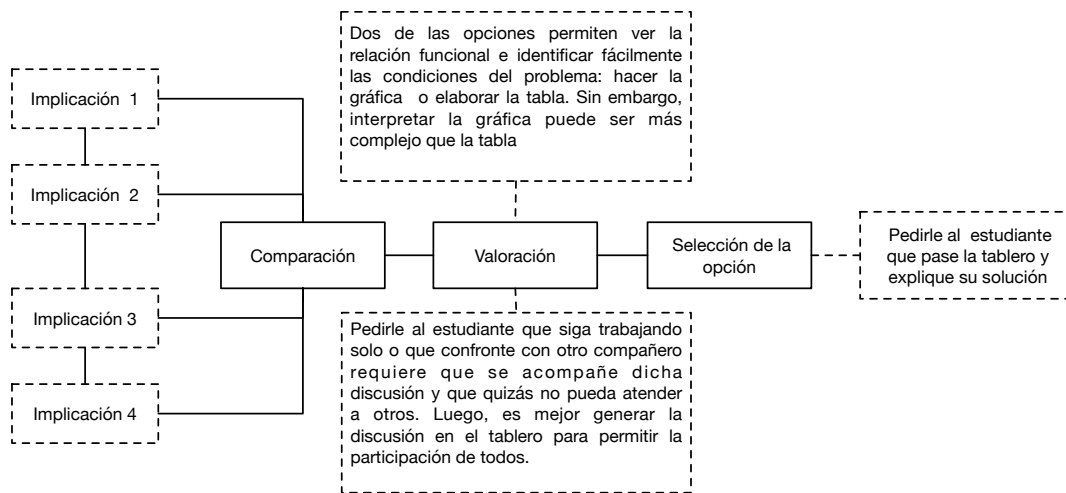 Dos de las opciones permiten ver la
relación funcional e identificar fácilmente
las condiciones del problema: hacer la
gráfica o elaborar la tabla. Sin embargo,
interpretar la gráfica puede ser más
complejo que la tabla
Implicación 1
Implicación 2
Implicación 3
Implicación 4
Comparación
Valoración
Selección de la
opción
Pedirle al estudiante
que pase la tablero y
explique su solución
Pedirle al estudiante que siga trabajando
solo o que confronte con otro compañero
requiere que se acompañe dicha
discusión y que quizás no pueda atender
a otros. Luego, es mejor generar la
discusión en el tablero para permitir la
participación de todos.